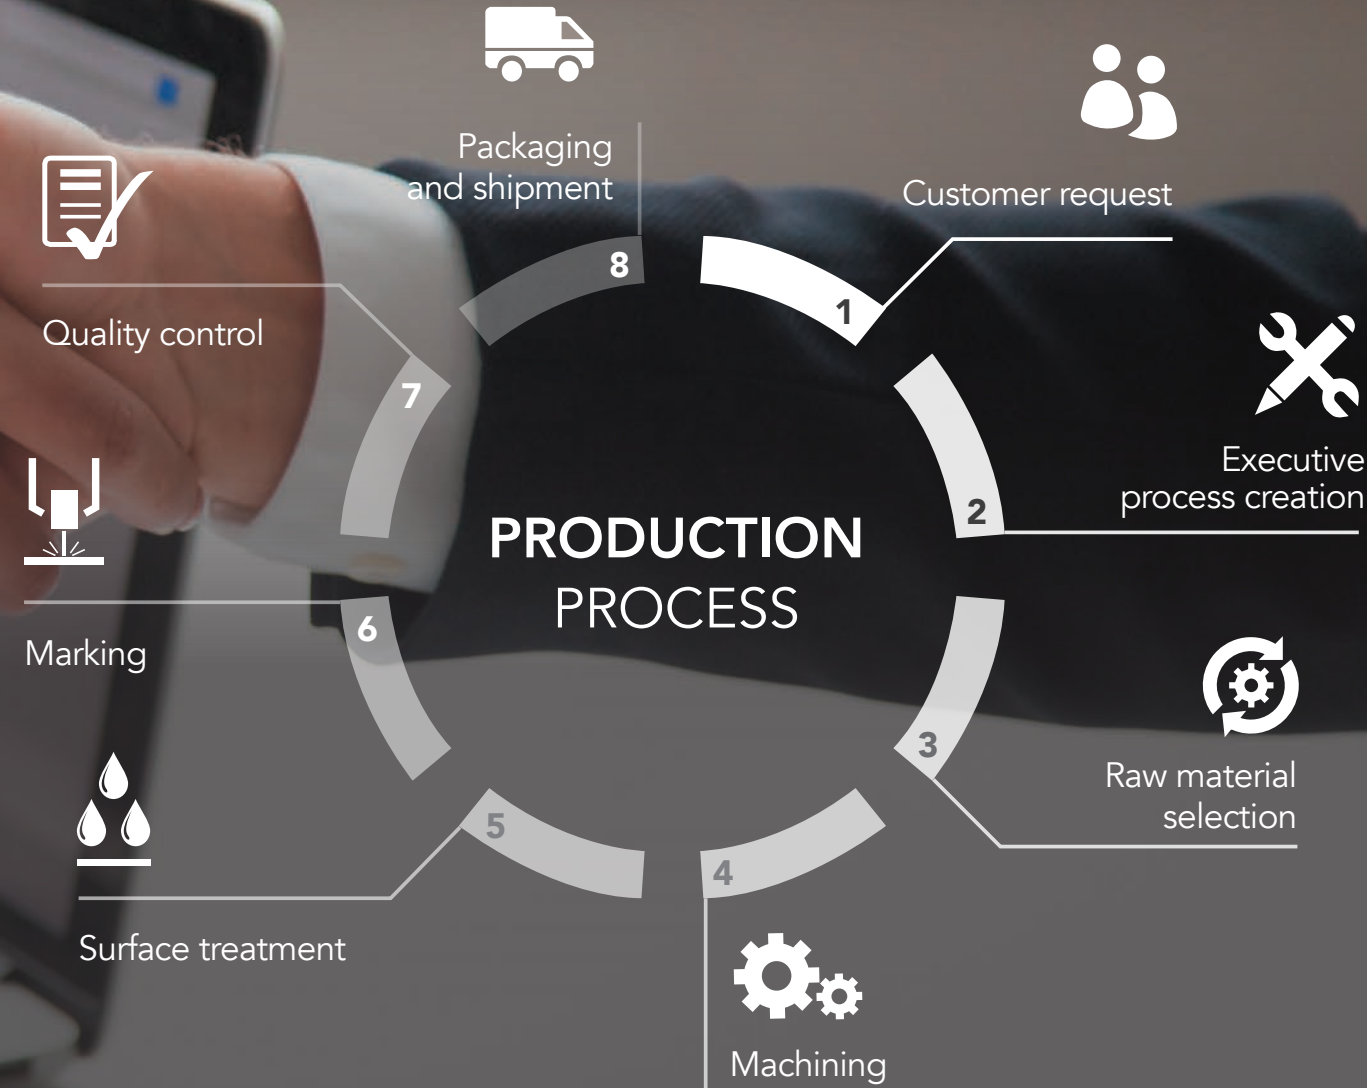 PRODUCTION
PROCESS
1
Customer request
2
Executive
process creation
3
Raw material
selection
4
Machining
5
Surface treatment
6
Marking
7
Quality control
8
Packaging
and shipment